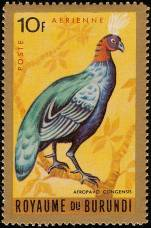 10F
AERIENNE
POSTE
AFROPAVO CONGENSIS
ROYAUME DU BURUNDI